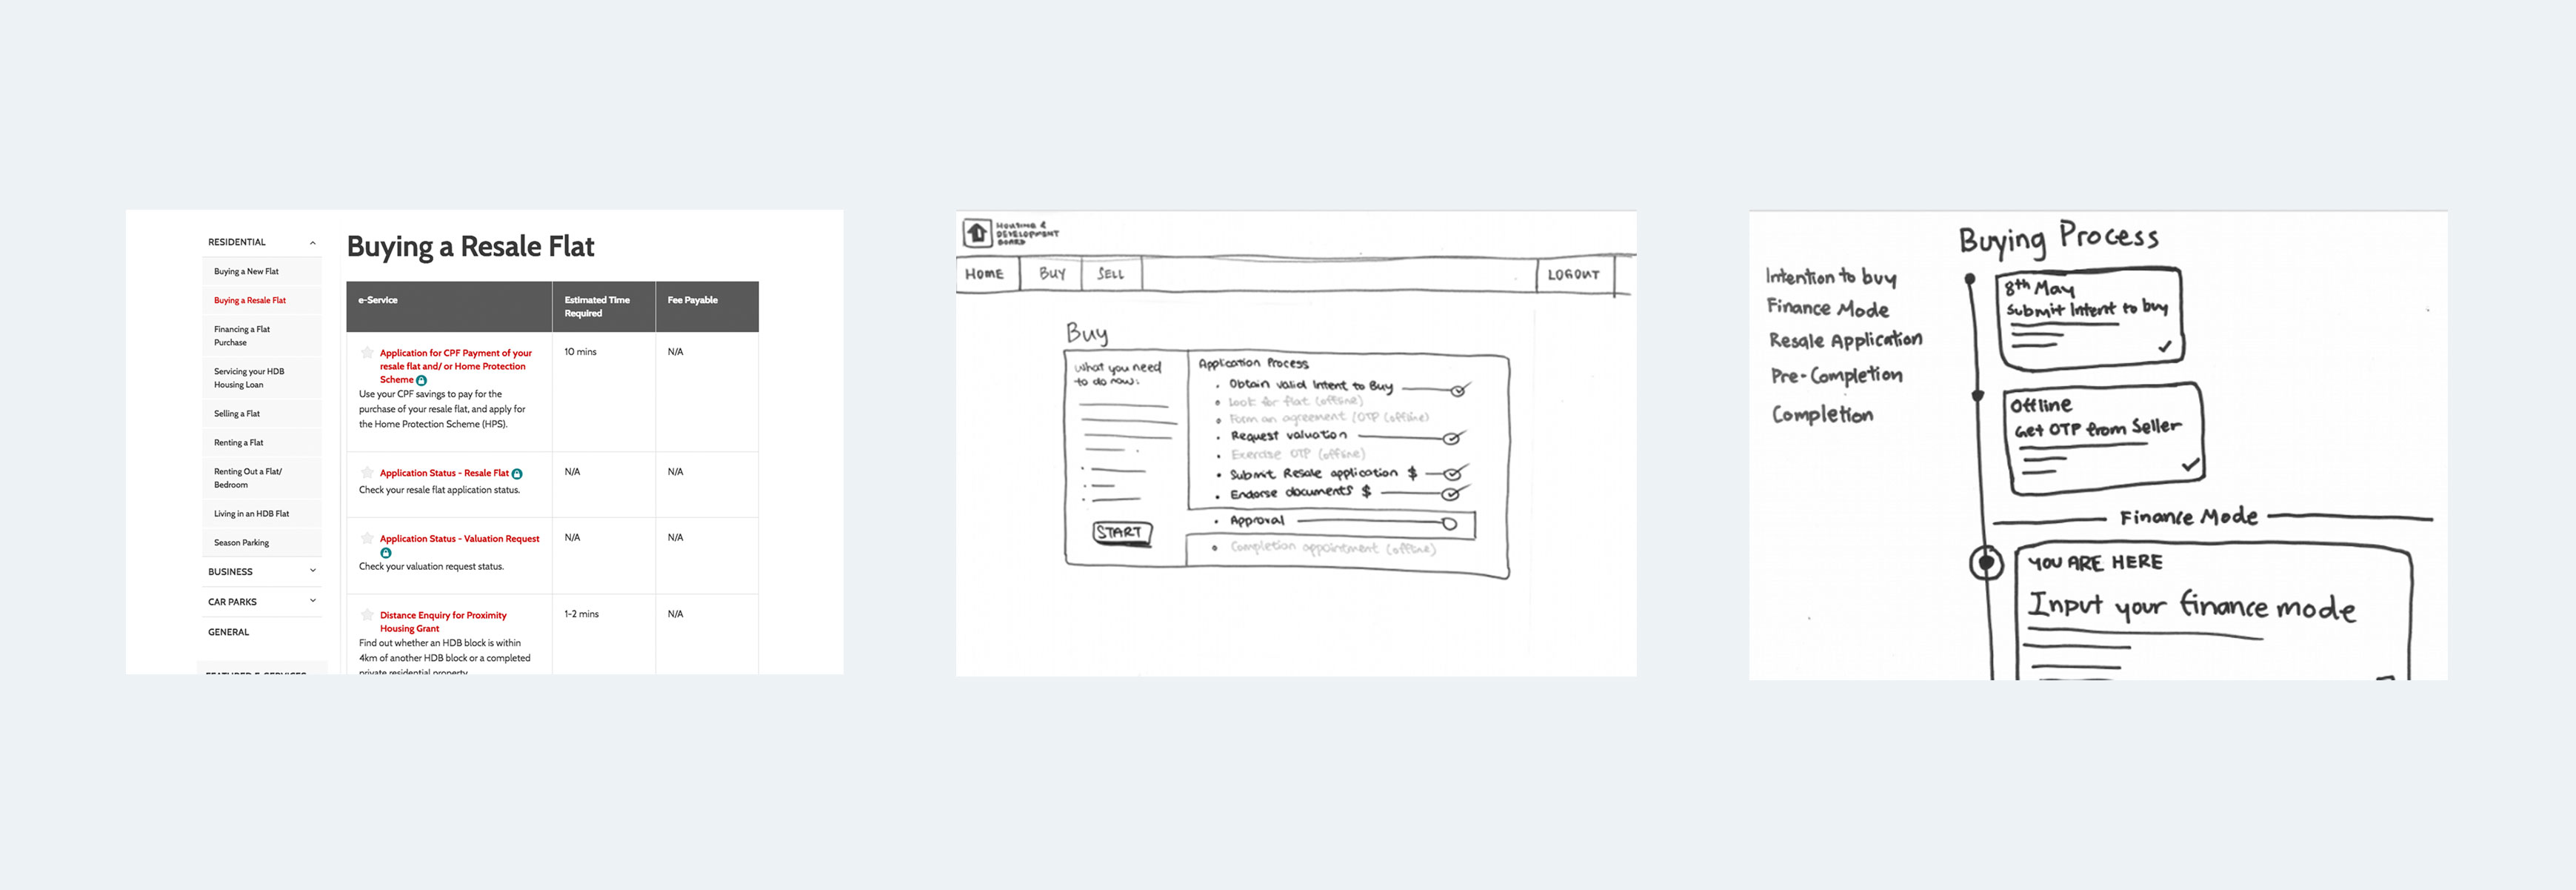 RESIDENTIAL
Buying a New Flat
Buying a Resale Flat
Financing a Flat
Purchase
Servicing your HDB
Housing Loan
Selling a Flat
Renting a Flat
Renting Out a Flat/
Bedroom
Living in an HDB Flat
Season Parking
BUSINESS
CAR PARKS
GENERAL
FEATURED E-SERVICES
Buying a Resale Flat
e-Service
Estimated Time
Required
Fee Payable
Application for CPF Payment of your
resale flat and/ or Home Protection
Scheme
Use your CPF savings to pay for the
purchase of your resale flat, and apply for
the Home Protection Scheme (HPS).
10 mins
N/A
Application Status - Resale Flat
Check your resale flat application status.
N/A
N/A
Application Status - Valuation Request
Check your valuation request status.
N/A
N/A
Distance Enquiry for Proximity
Housing Grant
Find out whether an HDB block is within
4km of another HDB block or a completed
private residential property
1-2 mins
N/A
HOUSING &
DEVELOPMENT
BOARD
HOME
BUY
SELL
LOGOUT
Buy
What you need
to do now:
START
Application Process
Obtain valid Intent to Buy
Look for flat (offline)
Form an agreement /OTP (offline)
Request valuation
Exercise OTP (offline)
Submit Resale application $
Endorse documents $
Approval
Completion appointment (offline)
Buying Process
Intention to buy
Finance Mode
Resale Application
Pre-Completion
Completion
8th May
Submit Intent to buy
Offline
Get OTP from Seller
Finance Mode
YOU ARE HERE
Input your finance mode